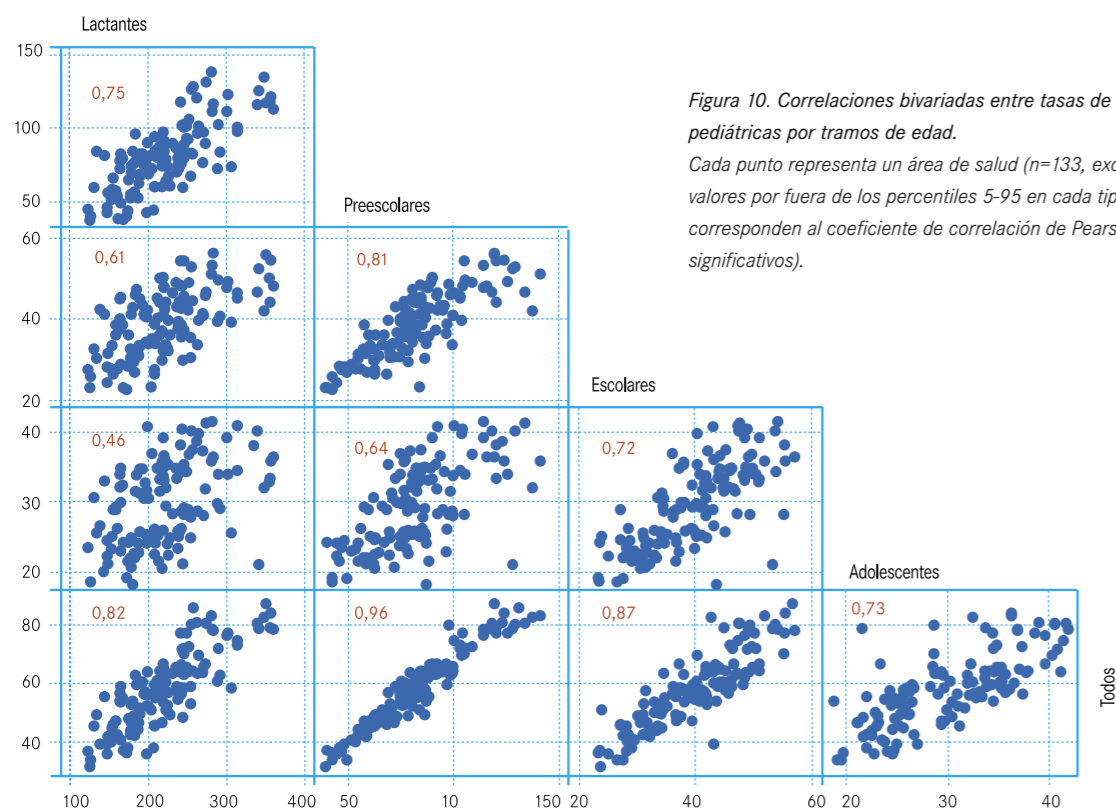 Lactantes
150
0,75
100
50
Figura 10. Correlaciones bivariadas entre tasas de
pediátricas por tramos de edad.
Cada punto representa un área de salud (n=133, exc
valores por fuera de los percentiles 5-95 en cada tip
corresponden al coeficiente de correlación de Pears
significativos).
Preescolares
60
0,61
0,81
40
20
Escolares
40
0,46
0,64
0,72
30
20
Adolescentes
80
0,82
0,96
0,87
0,73
60
40
Todos
100 200 300 400 50 10 150 20 40 60 20 30 40